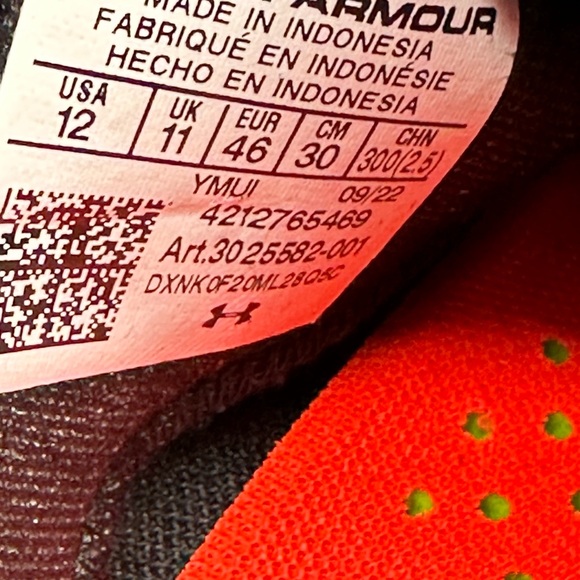 ARMOUR
MADE IN INDONESIA
FABRIQUÉ EN INDONÉSIE
HECHO EN INDONESIA
USA UK EUR CM CHN
12 11 46 30 300(2.5)
YMUI 09/22
4212765469
Art.3025582-001